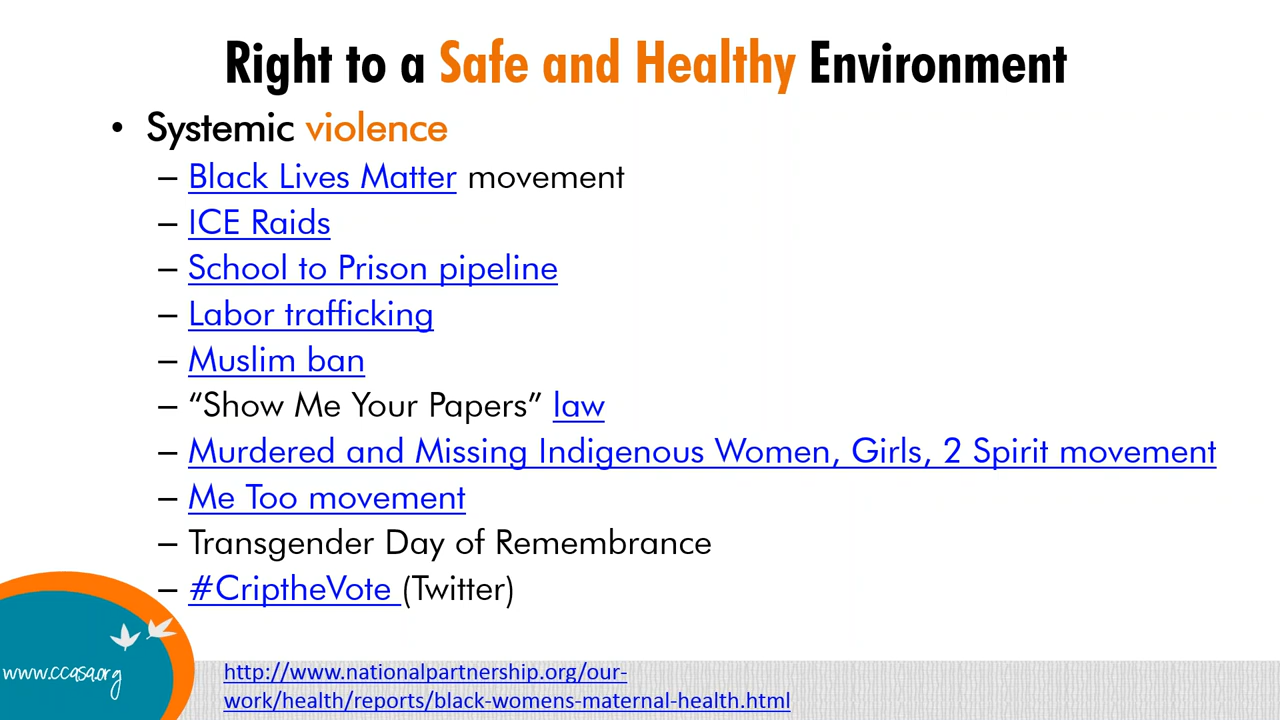 Right to a Safe and Healthy Environment
• Systemic violence
– Black Lives Matter movement
– ICE Raids
– School to Prison pipeline
– Labor trafficking
– Muslim ban
– “Show Me Your Papers” law
– Murdered and Missing Indigenous Women, Girls, 2 Spirit movement
– Me Too movement
– Transgender Day of Remembrance
– #CriptheVote (Twitter)
www.ccasa.org
http://www.nationalpartnership.org/our-
work/health/reports/black-womens-maternal-health.html